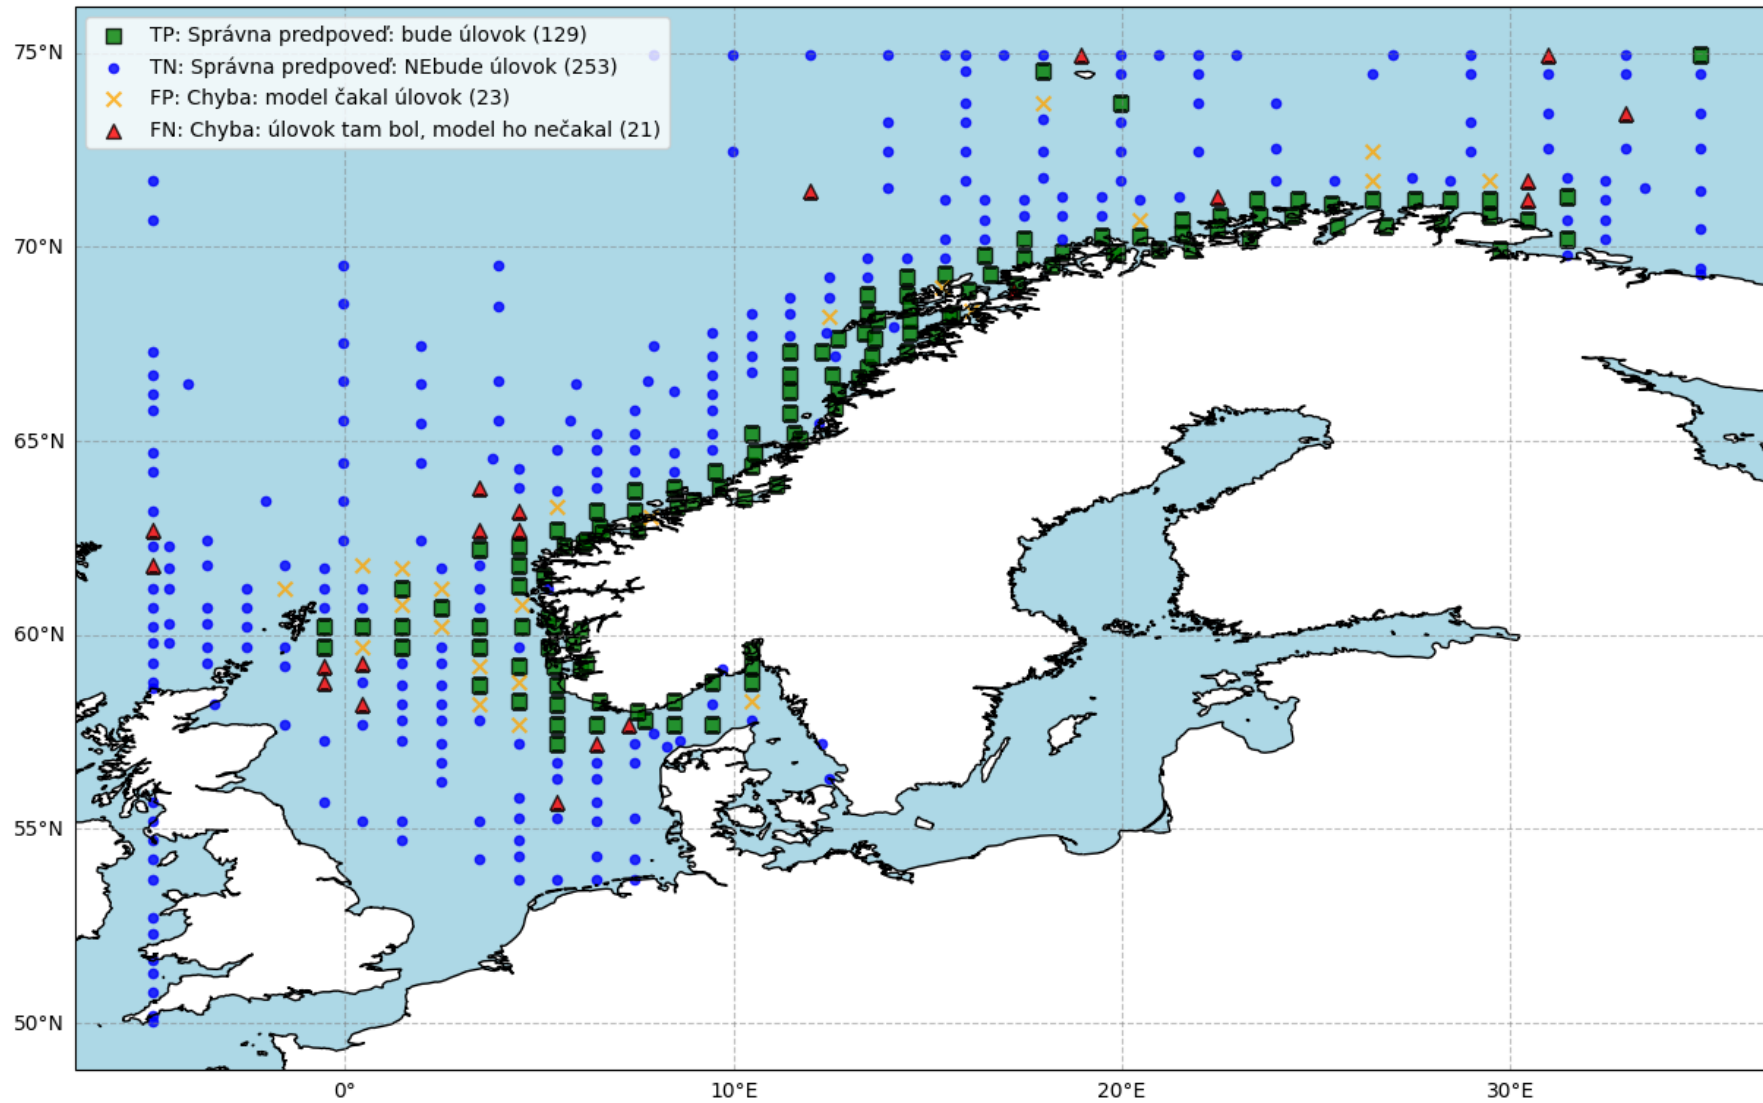 TP: Správna predpoveď: bude úlovok (129)
TN: Správna predpoveď: NEbude úlovok (253)
FP: Chyba: model čakal úlovok (23)
FN: Chyba: úlovok tam bol, model ho nečakal (21)
75°N
70°N
65°N
60°N
55°N
50°N
0° 10°E 20°E 30°E